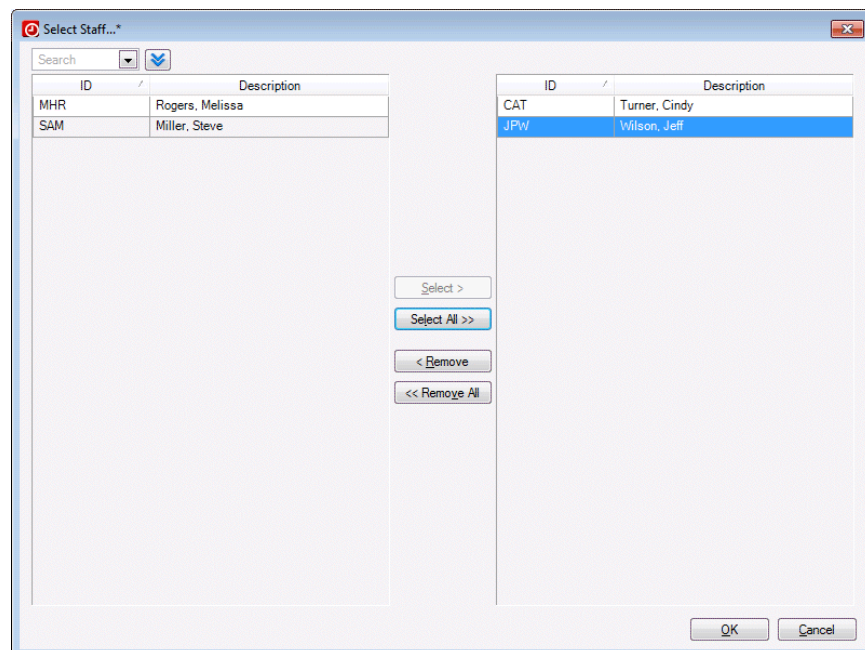 Select Staff...*
Search
ID Description
MHR Rogers, Melissa
SAM Miller, Steve
ID Description
CAT Turner, Cindy
JPW Wilson, Jeff
Select >
Select All >>
< Remove
<< Remove All
OK Cancel